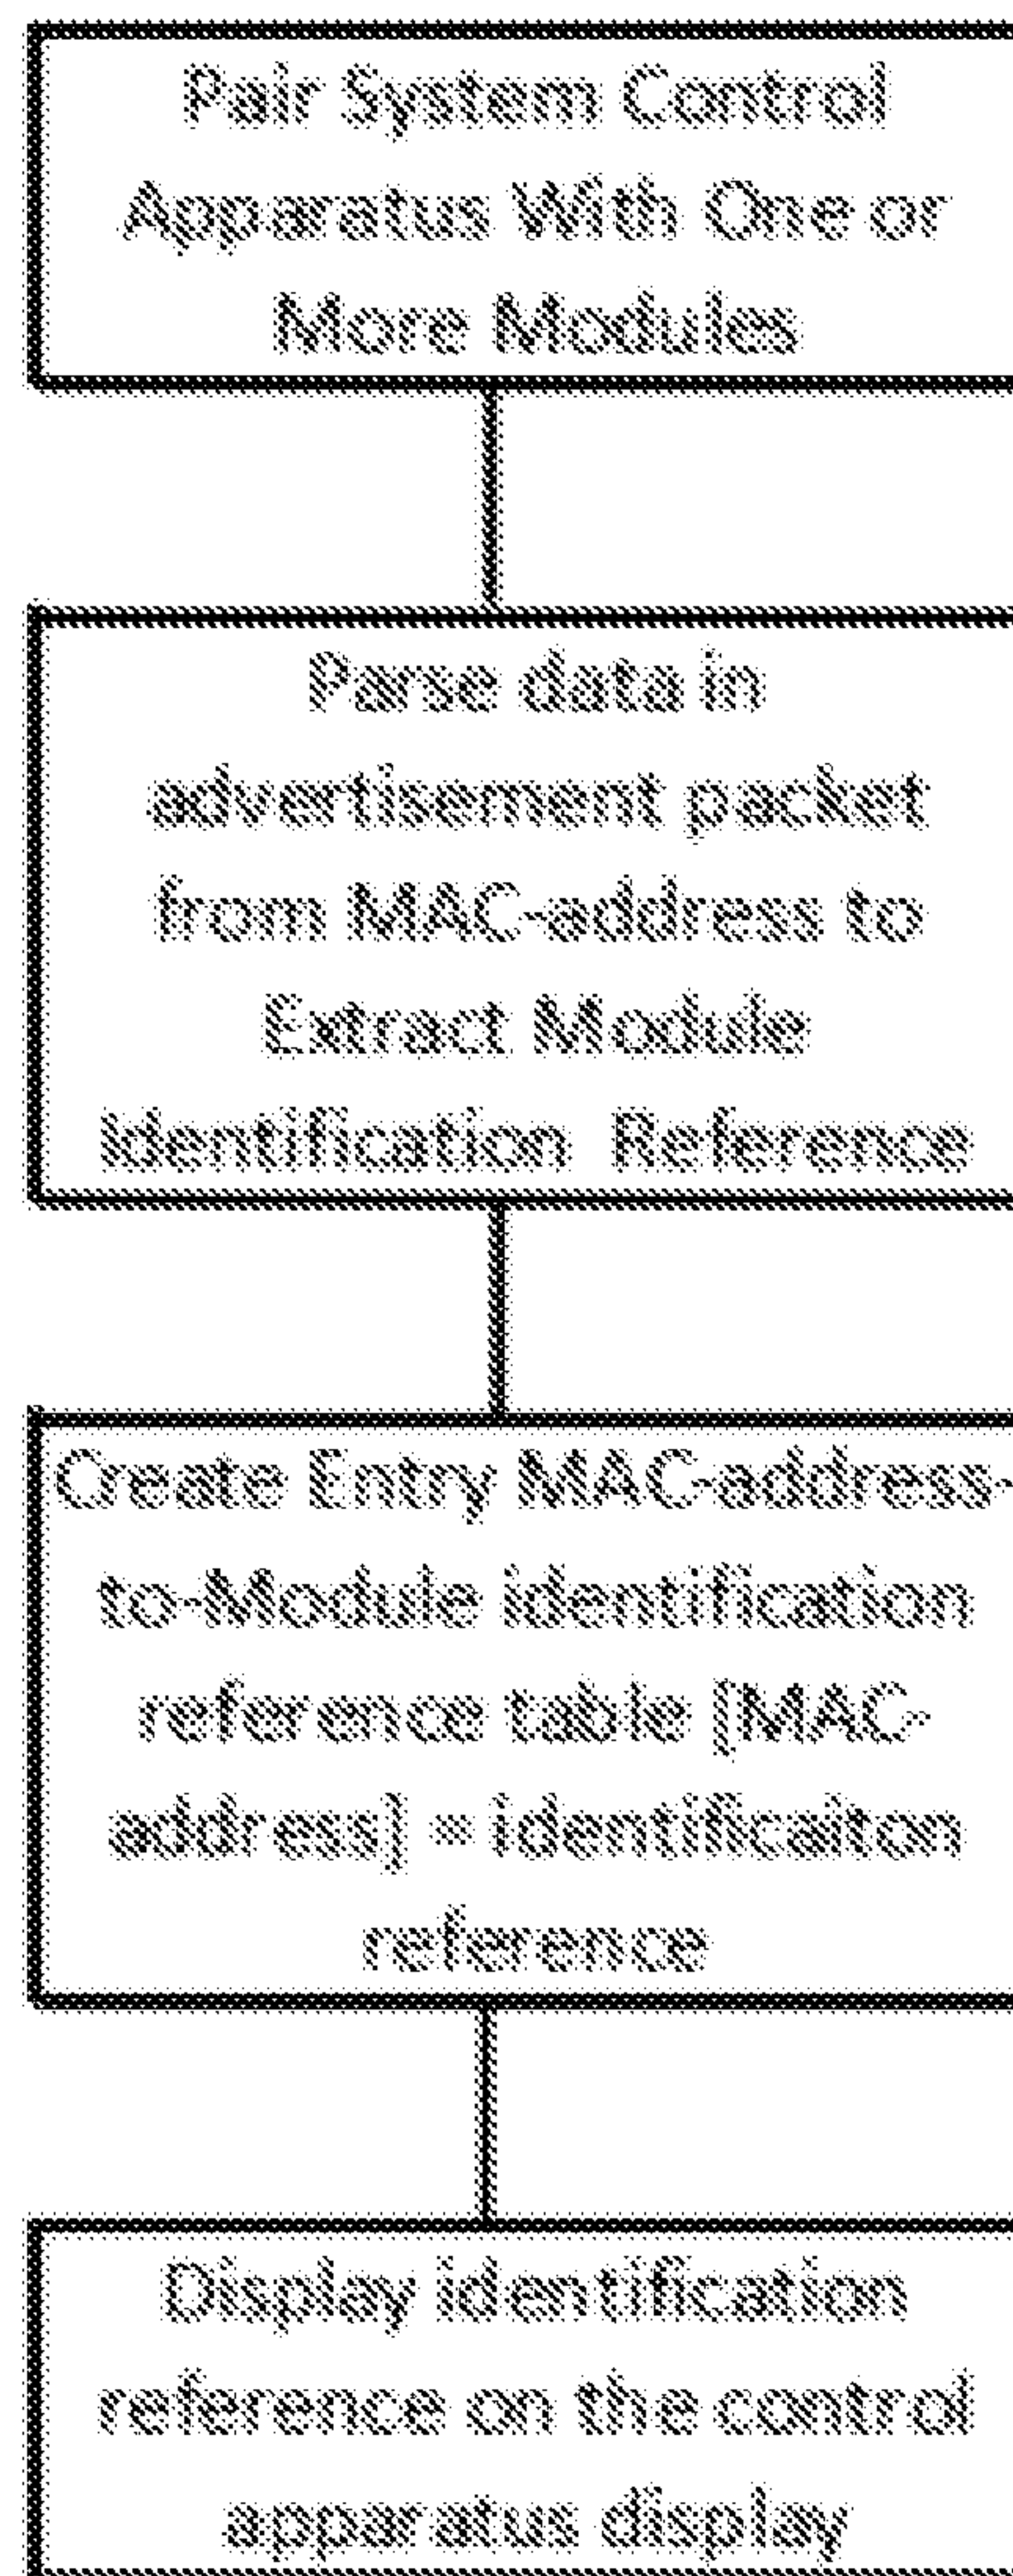 Pair System Control
Apparatus With One or
More Modules
Parse data in
advertisement packet
from MAC-address to
Extract Module
Identification Reference
Create Entry MAC-address-
to-Module identification
reference table [MAC-
address] = identificaiton
reference
Display identification
reference on the control
apparatus display